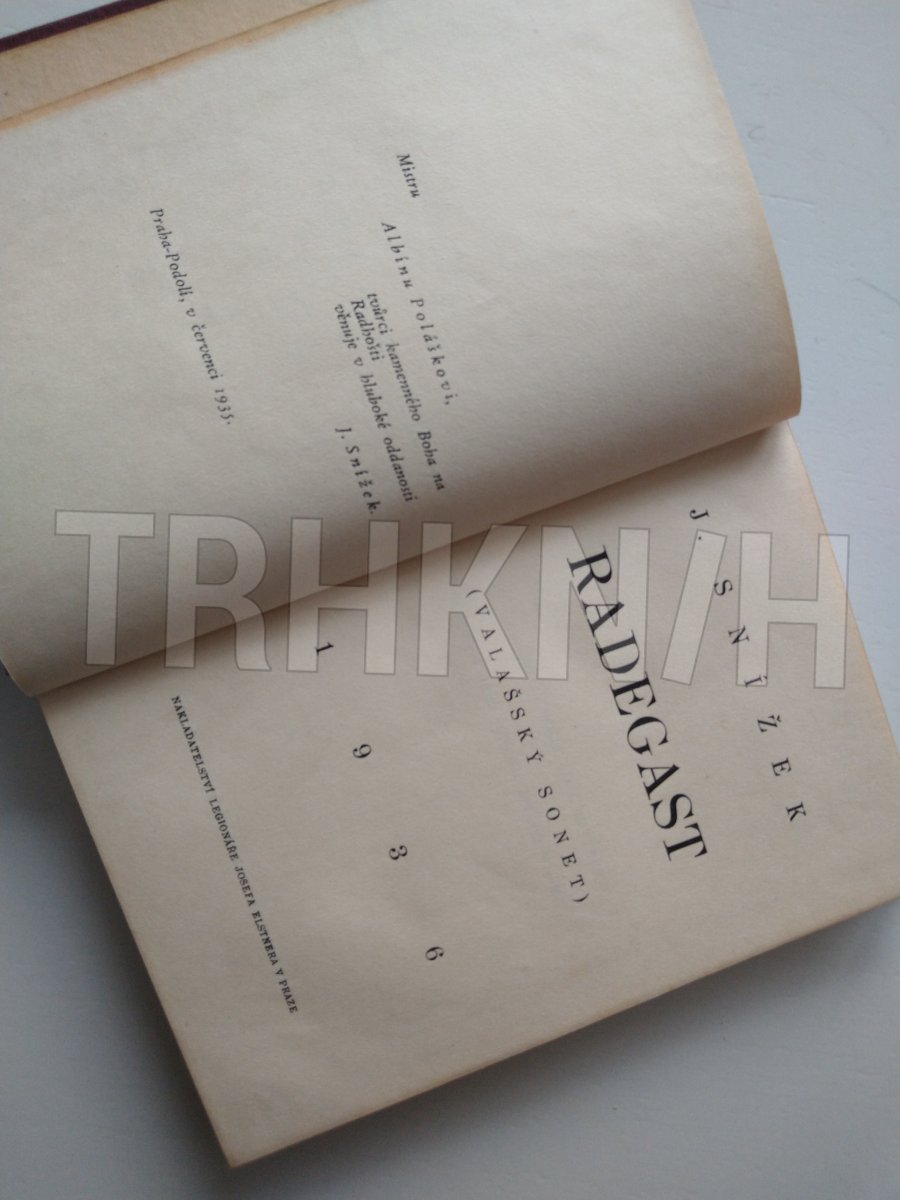 Mistru
Albínu Poláškovi,
tvůrci kamenného Boha na
Radhošti
věnuje v hluboké oddanosti
J. Snížek.
Praha-Podolí, v červenci 1935.
J. SNÍŽEK
RADEGAST
(VALAŠSKÝ SONET)
1936
NAKLADATELSTVÍ LEGIONÁŘE JOSEFA ELSTNERA V PRAZE
TRHKNIH